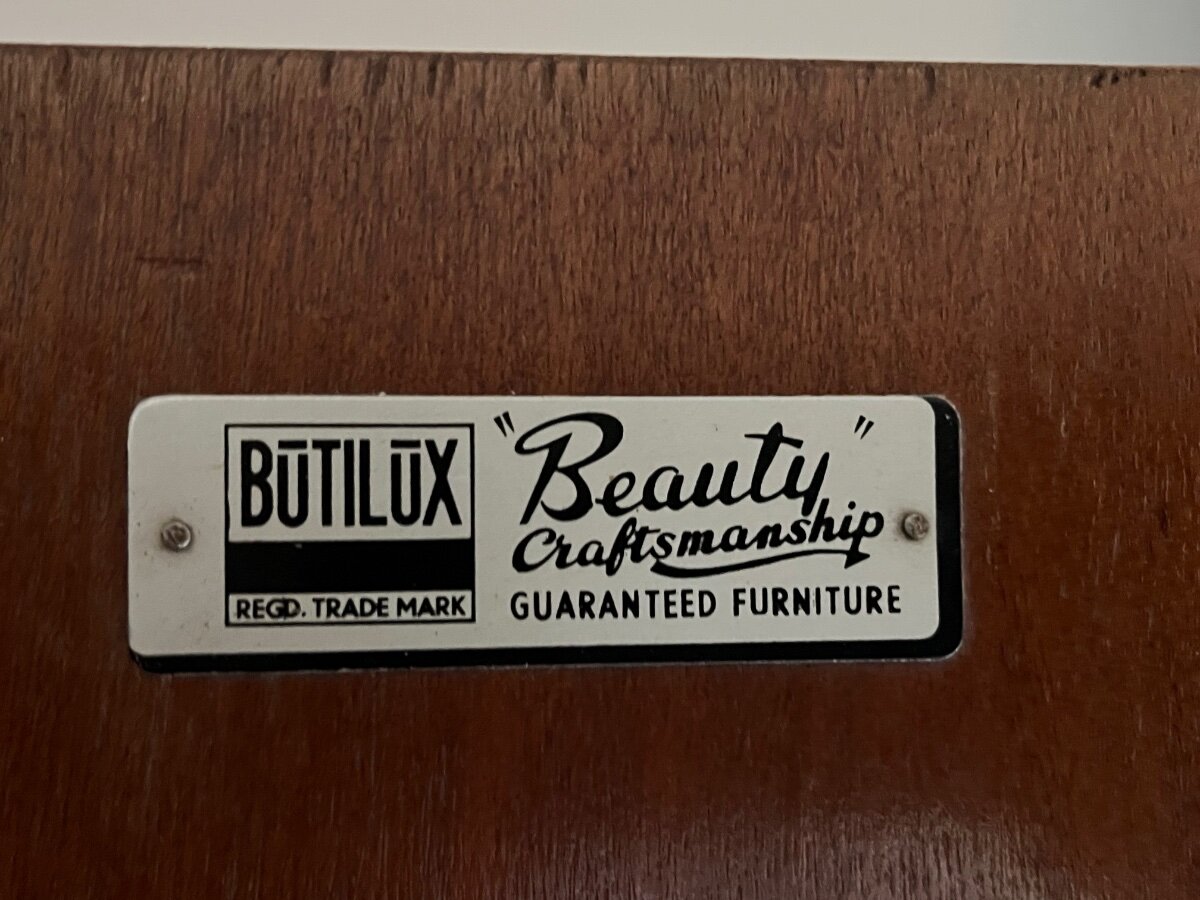 BŪTILŪX
REGD. TRADE MARK
"Beauty"
Craftsmanship
GUARANTEED FURNITURE